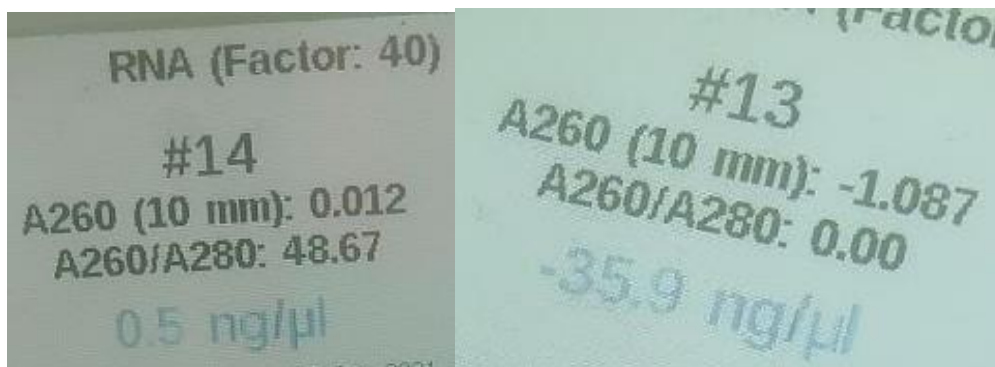 RNA (Factor: 40)
#14
A260 (10 mm): 0.012
A260/A280: 48.67
0.5 ng/µl
(Factor
#13
A260 (10 mm): -1.087
A260/A280: 0.00
-35.9 ng/µl